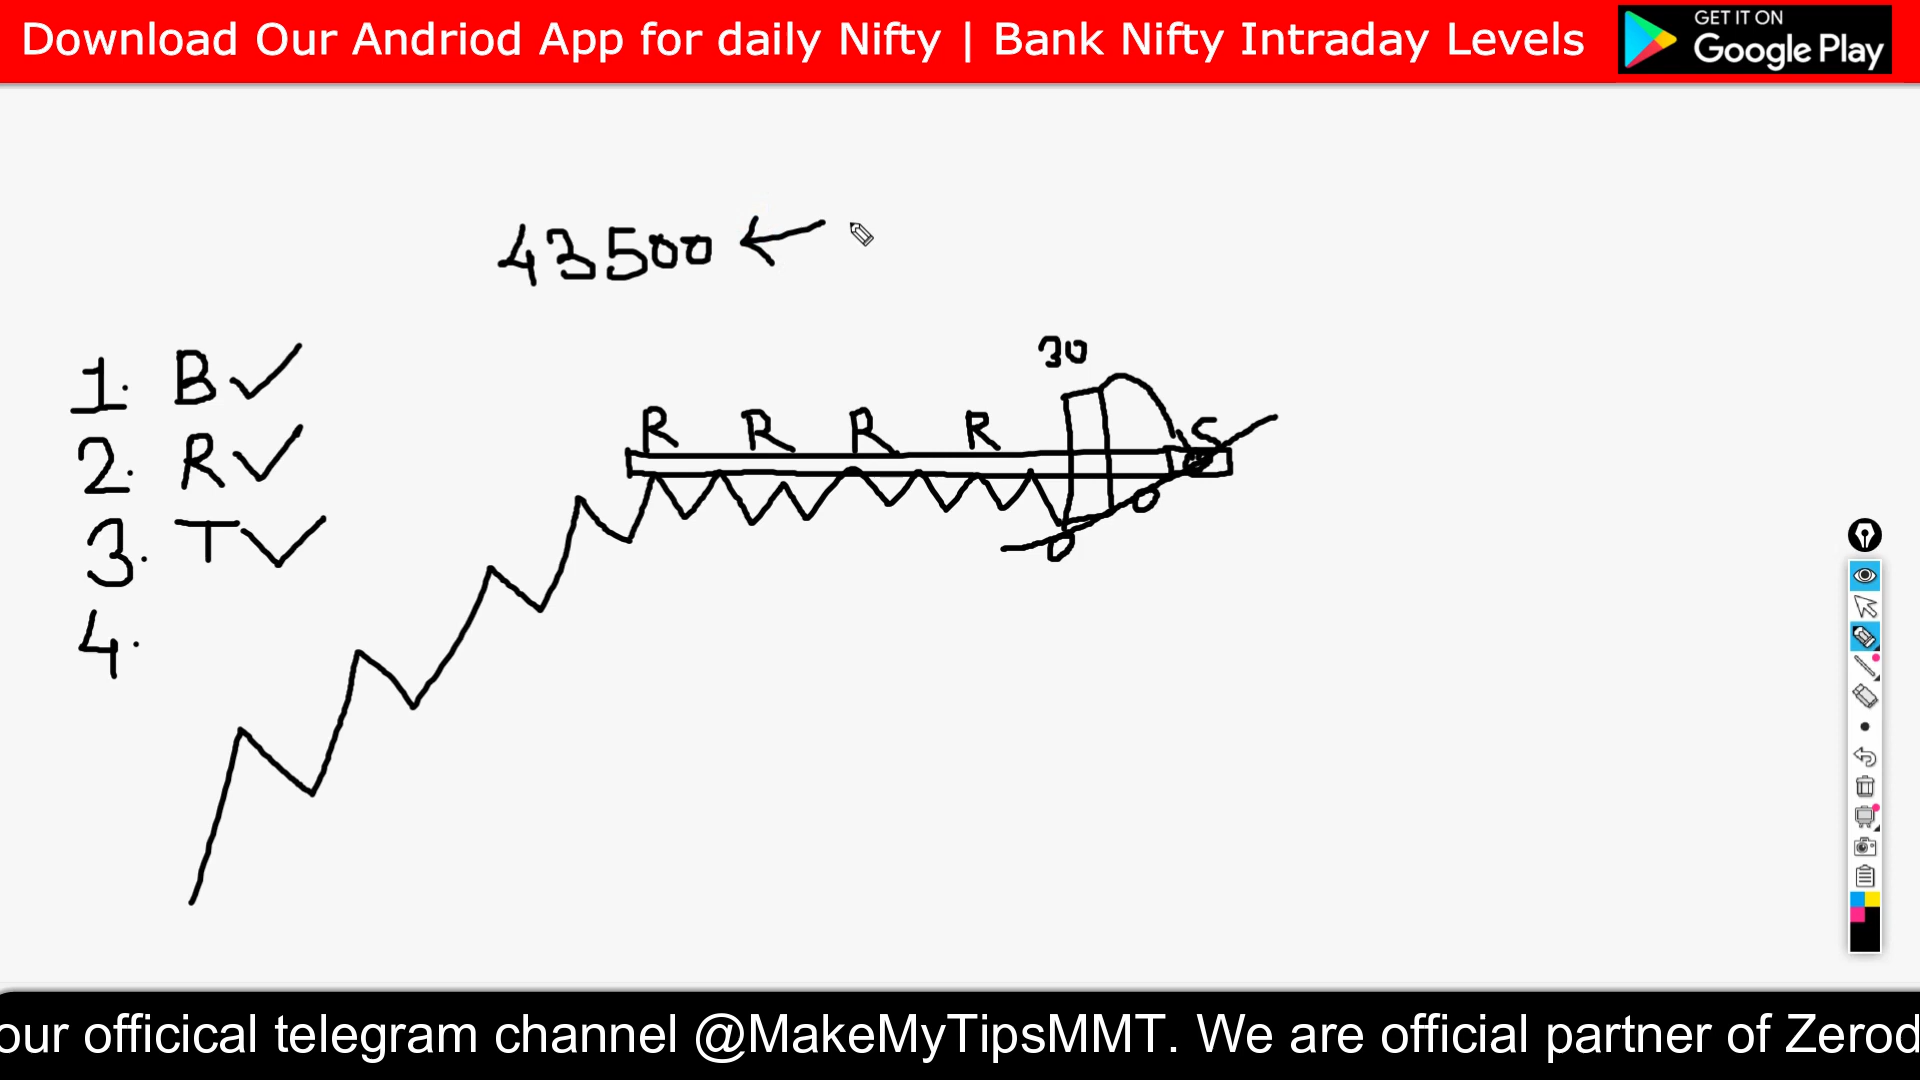 Download Our Andriod App for daily Nifty | Bank Nifty Intraday Levels
GET IT ON
Google Play
43500
30
1. B
R R R R S
2. R
3. T
4.
our officical telegram channel @MakeMyTipsMMT. We are official partner of Zerod